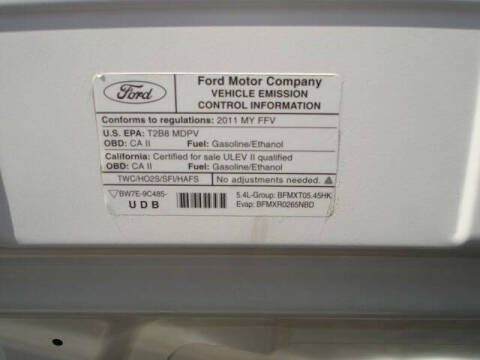 Ford
Ford Motor Company
VEHICLE EMISSION
CONTROL INFORMATION
Conforms to regulations: 2011 MY FFV
U.S. EPA: T2B8 MDPV
OBD: CA II Fuel: Gasoline/Ethanol
California: Certified for sale ULEV II qualified
OBD: CA II Fuel: Gasoline/Ethanol
TWC/HO2S/SFI/HAFS No adjustments needed.
BW7E-9C485- 5.4L-Group: BFMXT05.45HK
UDB Evap: BFMXR0265NBD